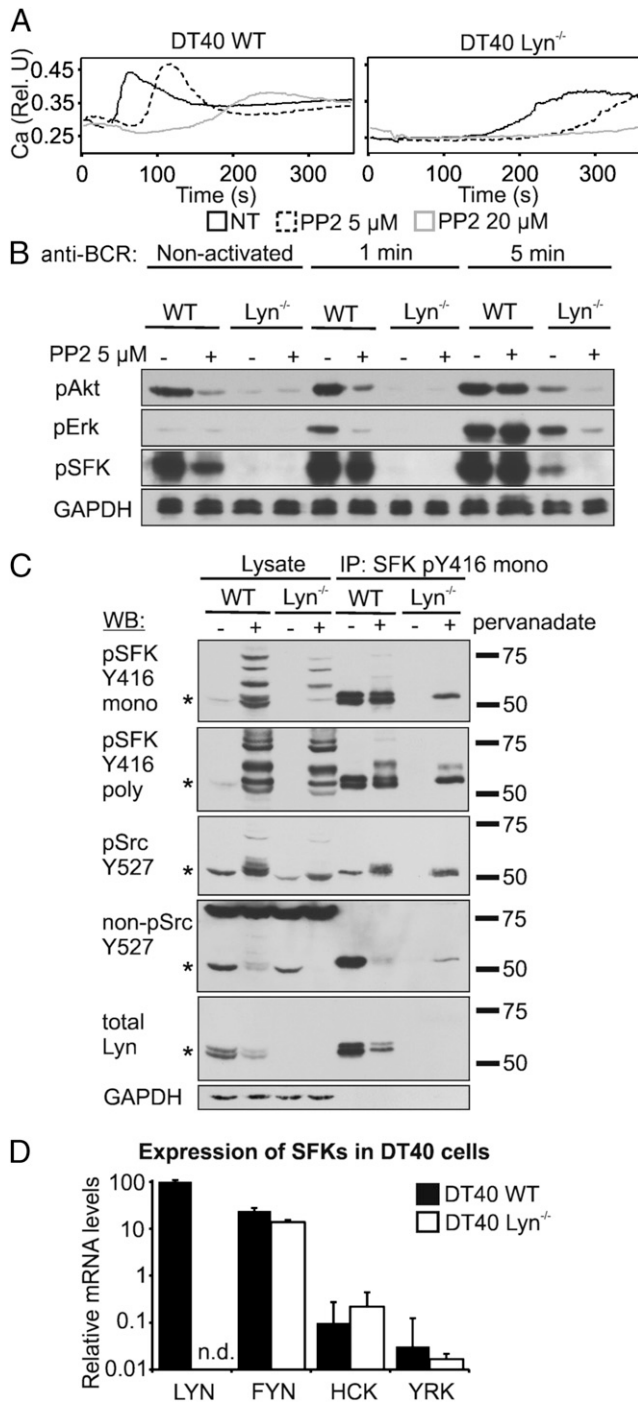 A
DT40 WT
DT40 Lyn-/-
Ca (Rel. U)
0.45
0.35
0.25
0 100 200 300
0 100 200 300
Time (s)
Time (s)
NT PP2 5 µM PP2 20 µM
B
anti-BCR: Non-activated 1 min 5 min
WT Lyn-/- WT Lyn-/- WT Lyn-/-
PP2 5 µM - + - + - + - + - + - +
pAkt
pErk
pSFK
GAPDH
C
Lysate IP: SFK pY416 mono
WT Lyn-/- WT Lyn-/-
WB: - + - + - + - + pervanadate
pSFK
Y416
mono *
75
50
pSFK
Y416
poly *
75
50
pSrc
Y527 *
75
50
non-pSrc
Y527
*
75
50
total
Lyn *
75
50
GAPDH
D
Expression of SFKs in DT40 cells
Relative mRNA levels
100
10
1
0.1
0.01
DT40 WT
DT40 Lyn-/-
n.d.
LYN FYN HCK YRK